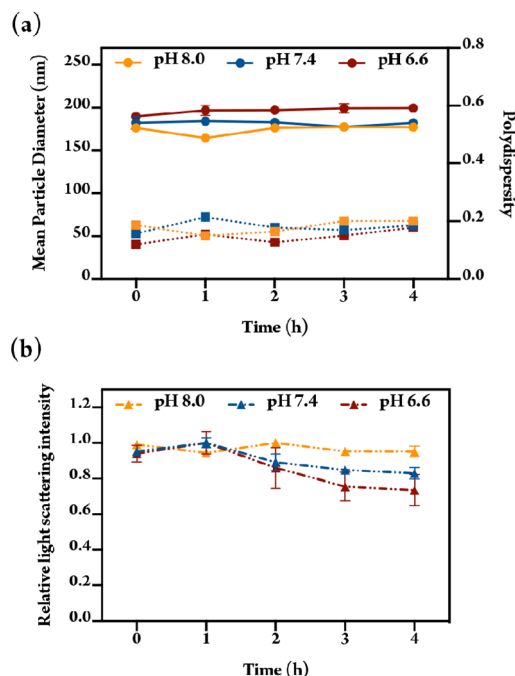 (a)
pH 8.0 pH 7.4 pH 6.6
250
200
150
100
50
0
Mean Particle Diameter (nm)
0.8
0.6
0.4
0.2
0.0
Polydispersity
0 1 2 3 4
Time (h)
(b)
pH 8.0 pH 7.4 pH 6.6
1.2
1.0
0.8
0.6
0.4
0.2
0.0
Relative light scattering intensity
0 1 2 3 4
Time (h)